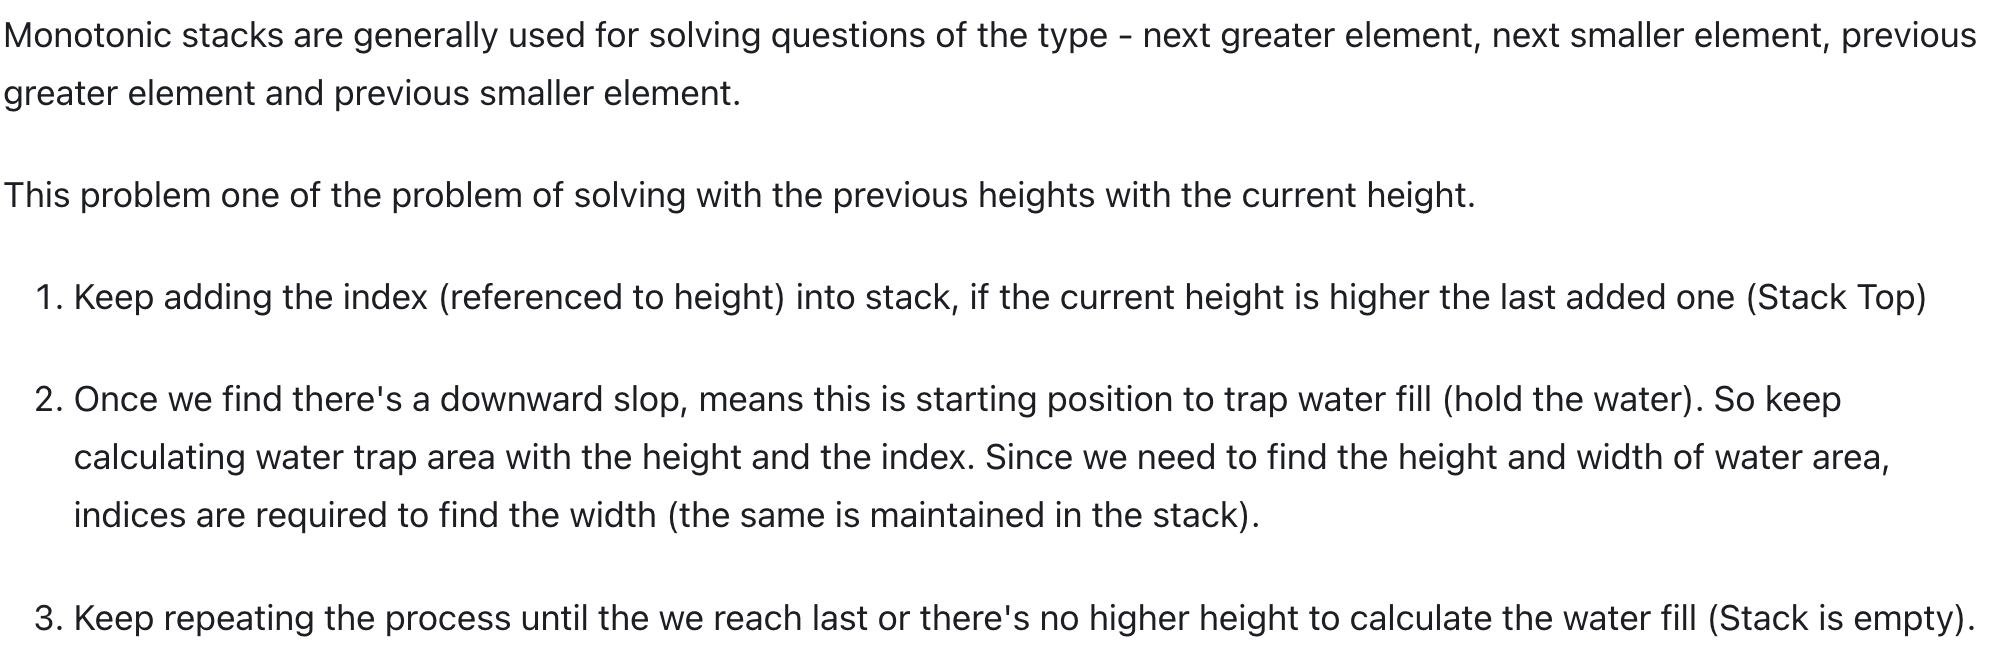 Monotonic stacks are generally used for solving questions of the type - next greater element, next smaller element, previous
greater element and previous smaller element.
This problem one of the problem of solving with the previous heights with the current height.
1. Keep adding the index (referenced to height) into stack, if the current height is higher the last added one (Stack Top)
2. Once we find there's a downward slop, means this is starting position to trap water fill (hold the water). So keep
calculating water trap area with the height and the index. Since we need to find the height and width of water area,
indices are required to find the width (the same is maintained in the stack).
3. Keep repeating the process until the we reach last or there's no higher height to calculate the water fill (Stack is empty).